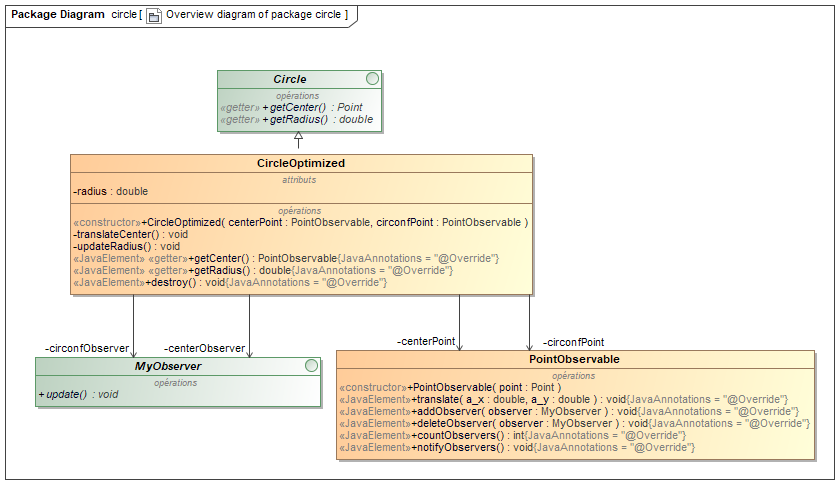 Package Diagram circle [ Overview diagram of package circle ]
Circle
opérations
«getter» +getCenter() : Point
«getter» +getRadius() : double
CircleOptimized
attributs
-radius : double
opérations
«constructor»+CircleOptimized( centerPoint : PointObservable, circonfPoint : PointObservable )
-translateCenter() : void
-updateRadius() : void
«JavaElement» «getter»+getCenter() : PointObservable{JavaAnnotations = "@Override"}
«JavaElement» «getter»+getRadius() : double{JavaAnnotations = "@Override"}
«JavaElement»+destroy() : void{JavaAnnotations = "@Override"}
-circonfObserver
-centerObserver
-centerPoint
-circonfPoint
MyObserver
opérations
+update() : void
PointObservable
opérations
«constructor»+PointObservable( point : Point )
«JavaElement»+translate( a_x : double, a_y : double ) : void{JavaAnnotations = "@Override"}
«JavaElement»+addObserver( observer : MyObserver ) : void{JavaAnnotations = "@Override"}
«JavaElement»+deleteObserver( observer : MyObserver ) : void{JavaAnnotations = "@Override"}
«JavaElement»+countObservers() : int{JavaAnnotations = "@Override"}
«JavaElement»+notifyObservers() : void{JavaAnnotations = "@Override"}